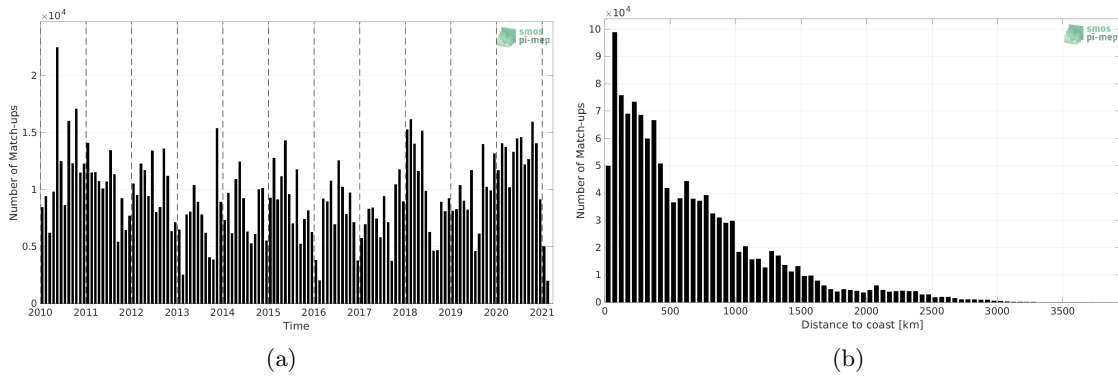 ×10⁴
smos
pi-mep
2
1.5
1
0.5
0
Number of Match-ups
2010 2011 2012 2013 2014 2015 2016 2017 2018 2019 2020 2021
Time
(a)
×10⁴
smos
pi-mep
10
9
8
7
6
5
4
3
2
1
0
Number of Match-ups
0 500 1000 1500 2000 2500 3000 3500
Distance to coast [km]
(b)